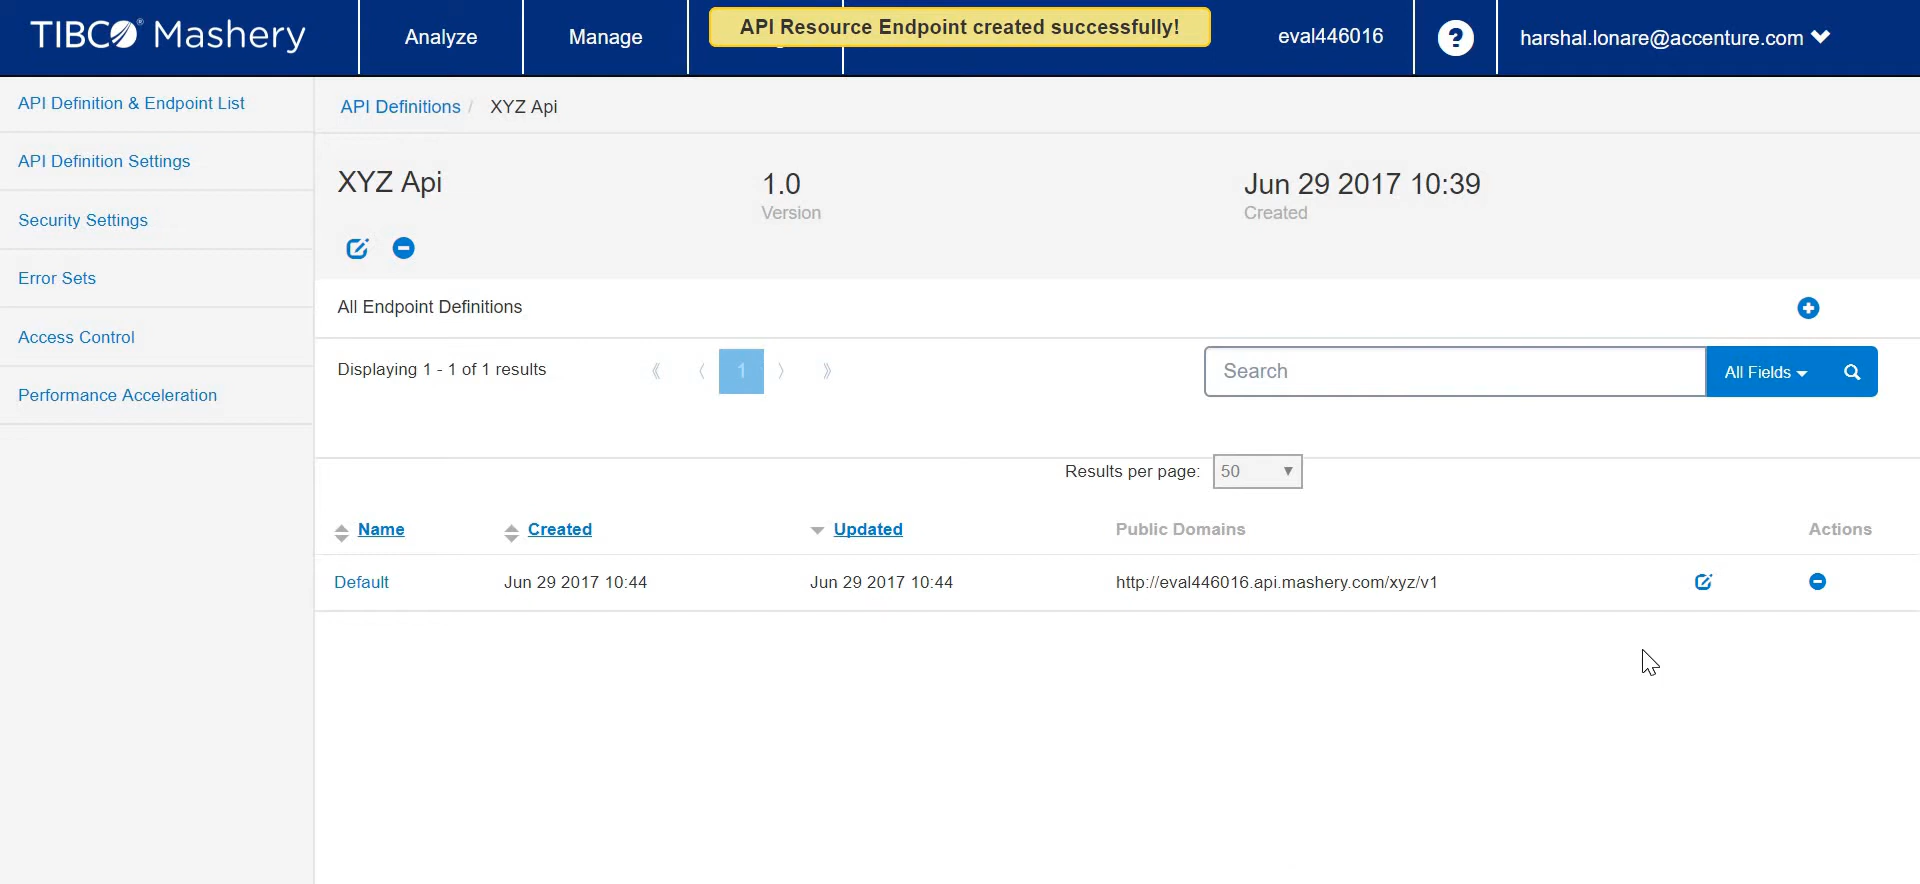 TIBCO® Mashery
Analyze
Manage
API Resource Endpoint created successfully!
eval446016
?
harshal.lonare@accenture.com
API Definition & Endpoint List
API Definition Settings
Security Settings
Error Sets
Access Control
Performance Acceleration
API Definitions / XYZ Api
XYZ Api
1.0
Version
Jun 29 2017 10:39
Created
All Endpoint Definitions
Displaying 1 - 1 of 1 results
《 〈 1 〉 》
Search
All Fields
Results per page: 50
Name Created Updated Public Domains Actions
Default Jun 29 2017 10:44 Jun 29 2017 10:44 http://eval446016.api.mashery.com/xyz/v1